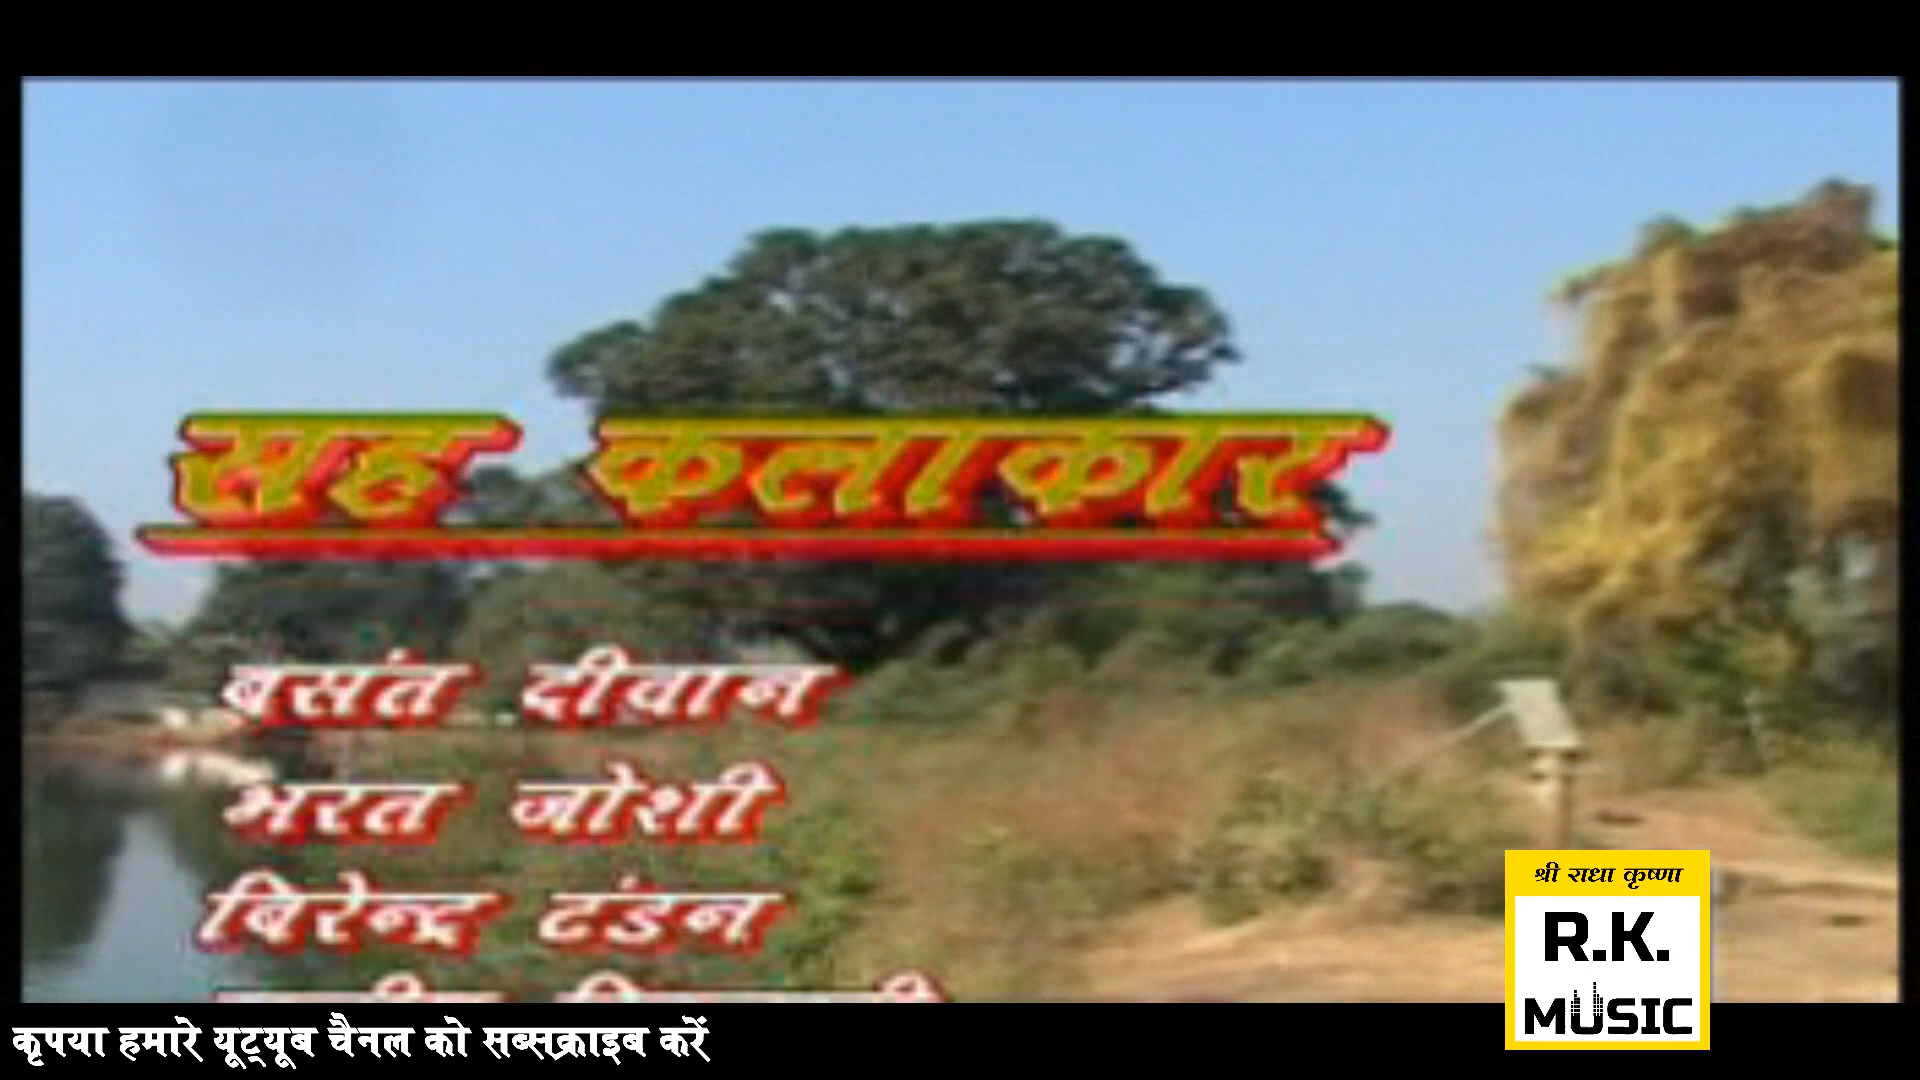 सह कलाकार
बसंत दीवान
भरत जोशी
बिरेन्द्र टंडन
श्री राधा कृष्णा
R.K.
MUSIC
कृपया हमारे यूट्यूब चैनल को सब्सक्राइब करें